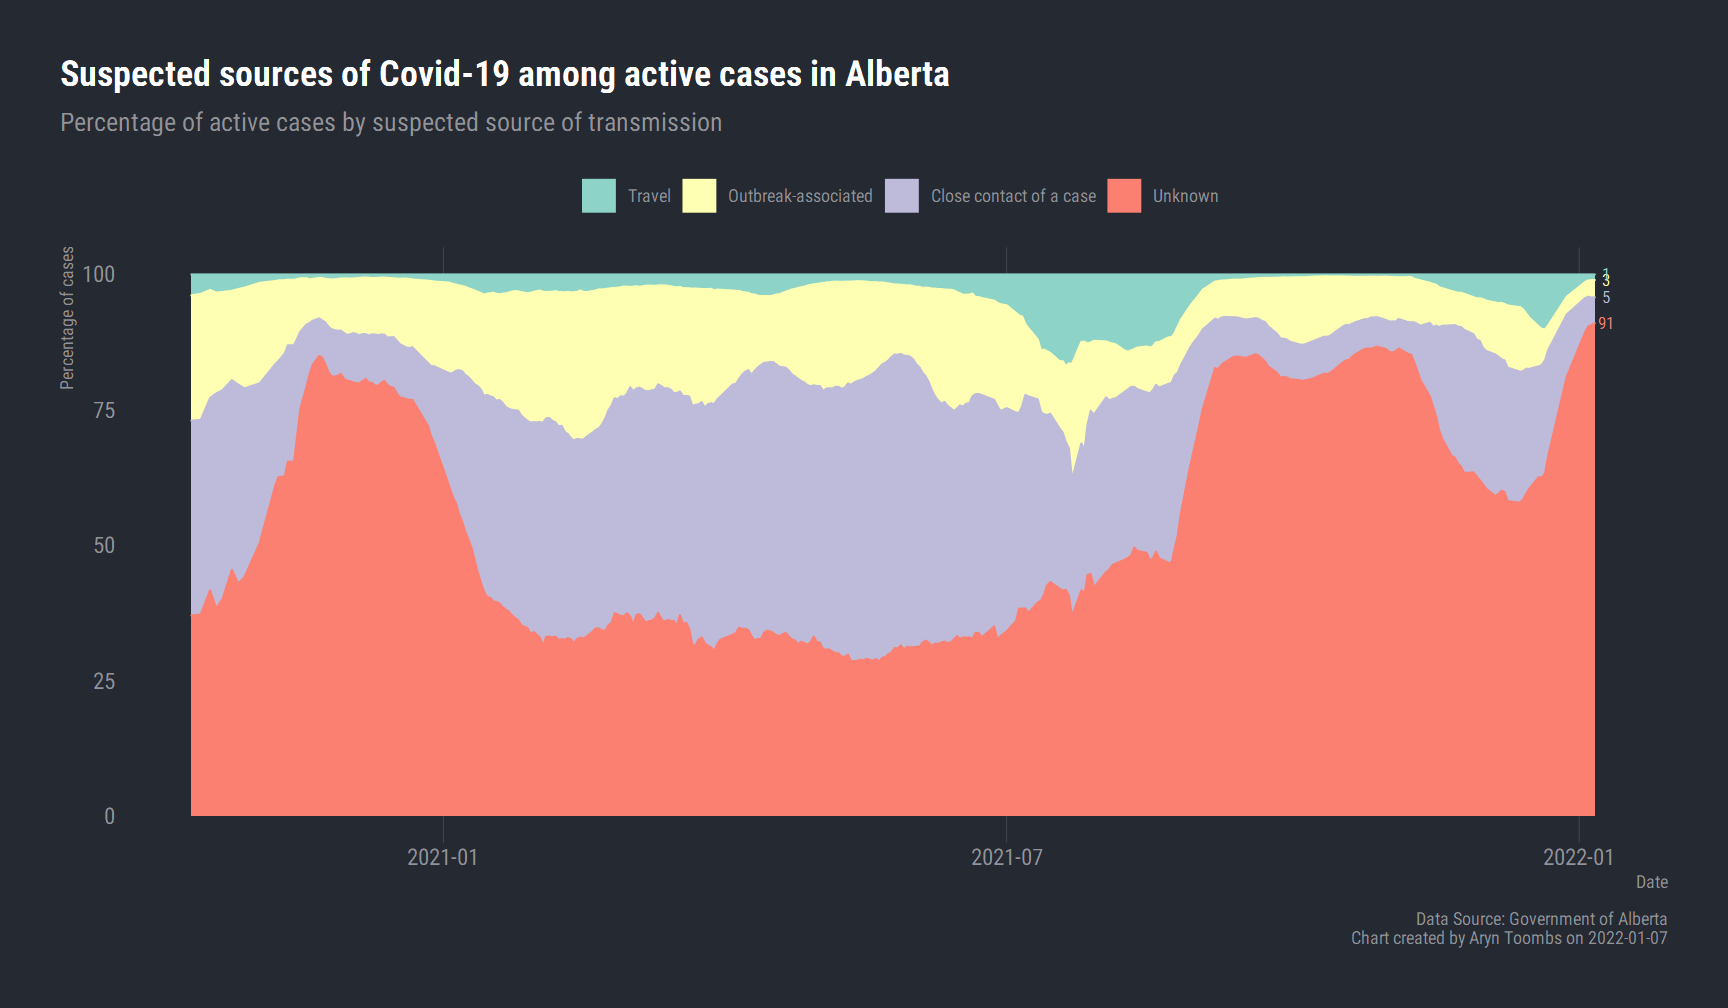 Suspected sources of Covid-19 among active cases in Alberta
Percentage of active cases by suspected source of transmission
Travel
Outbreak-associated
Close contact of a case
Unknown
Percentage of cases
100
75
50
25
0
1
3
5
91
2021-01
2021-07
2022-01
Date
Data Source: Government of Alberta
Chart created by Aryn Toombs on 2022-01-07